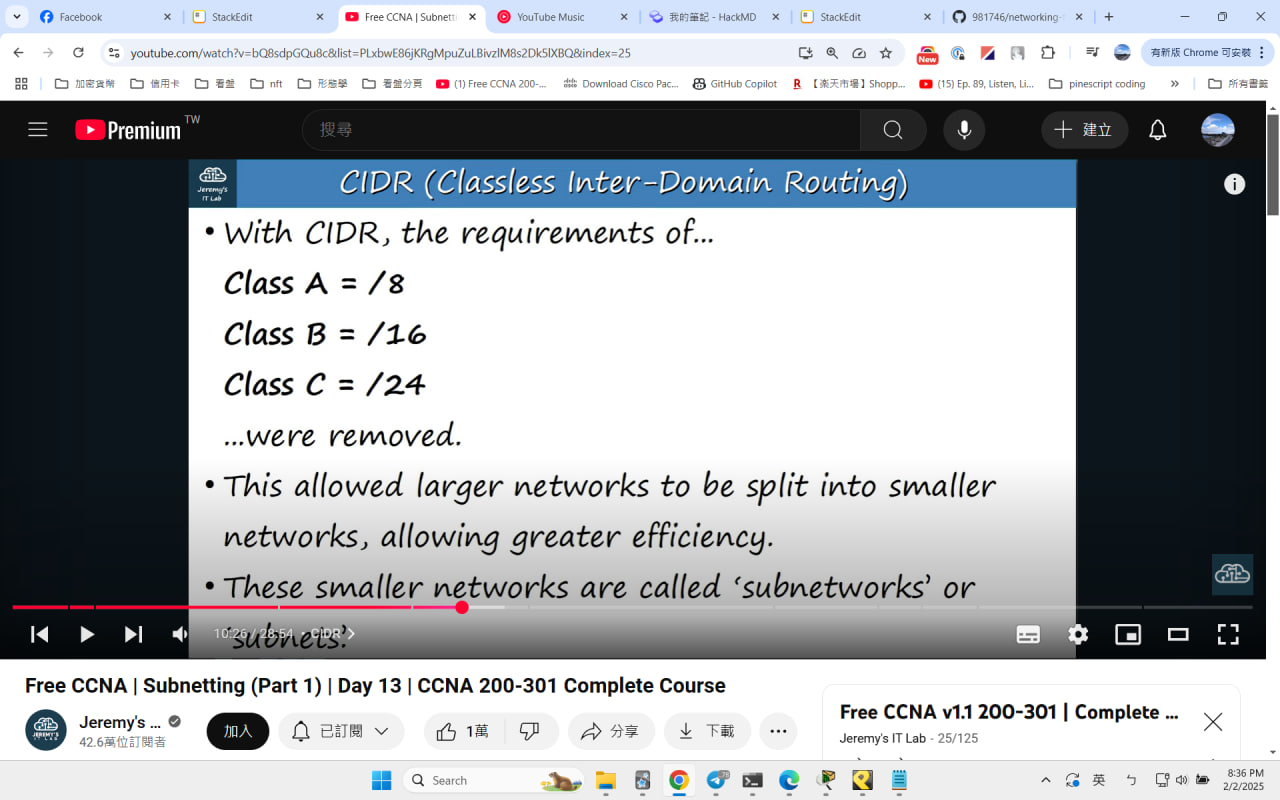 Facebook
StackEdit
Free CCNA | Subnetti
YouTube Music
我的筆記 - HackMD
StackEdit
981746/networking-
youtube.com/watch?v=bQ8sdpGQu8c&list=PLxbwE86jKRgMpuZuLBivzlM8s2Dk5lXBQ&index=25
New
有新版 Chrome 可安裝
加密貨幣
信用卡
看盤
nft
形態學
看盤分頁
(1) Free CCNA 200-...
Download Cisco Pac...
GitHub Copilot
【楽天市場】Shopp...
(15) Ep. 89, Listen, Li...
pinescript coding
»
所有書籤
Premium TW
搜尋
建立
Jeremy's
IT Lab
CIDR (Classless Inter-Domain Routing)
• With CIDR, the requirements of...
Class A = /8
Class B = /16
Class C = /24
...were removed.
• This allowed larger networks to be split into smaller
networks, allowing greater efficiency.
• These smaller networks are called ‘subnetworks’ or
‘subnets’.
10:26 / 28:54 • CIDR
Free CCNA | Subnetting (Part 1) | Day 13 | CCNA 200-301 Complete Course
JEREMY'S
IT LAB
Jeremy's ...
42.6萬位訂閱者
加入
已訂閱
1萬
分享
下載
Free CCNA v1.1 200-301 | Complete ...
Jeremy's IT Lab - 25/125
Search
英
ㄅ
8:36 PM
2/2/2025